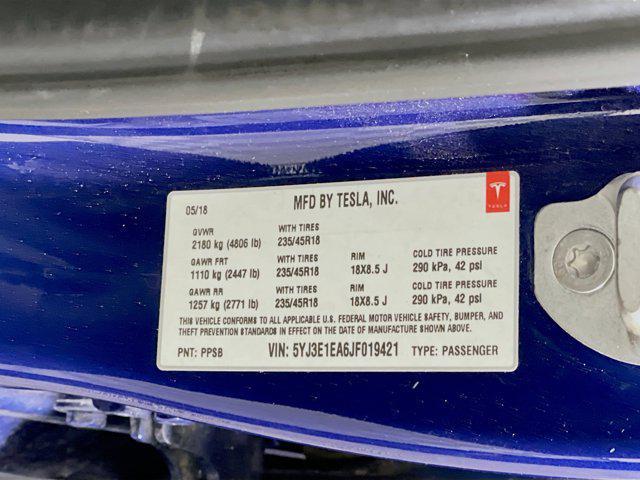 MFD BY TESLA, INC.
TESLA
05/18
GVWR WITH TIRES
2180 kg (4806 lb) 235/45R18
GAWR FRT WITH TIRES RIM COLD TIRE PRESSURE
1110 kg (2447 lb) 235/45R18 18X8.5 J 290 kPa, 42 psi
GAWR RR WITH TIRES RIM COLD TIRE PRESSURE
1257 kg (2771 lb) 235/45R18 18X8.5 J 290 kPa, 42 psi
THIS VEHICLE CONFORMS TO ALL APPLICABLE U.S. FEDERAL MOTOR VEHICLE SAFETY, BUMPER, AND
THEFT PREVENTION STANDARDS IN EFFECT ON THE DATE OF MANUFACTURE SHOWN ABOVE.
PNT: PPSB VIN: 5YJ3E1EA6JF019421 TYPE: PASSENGER